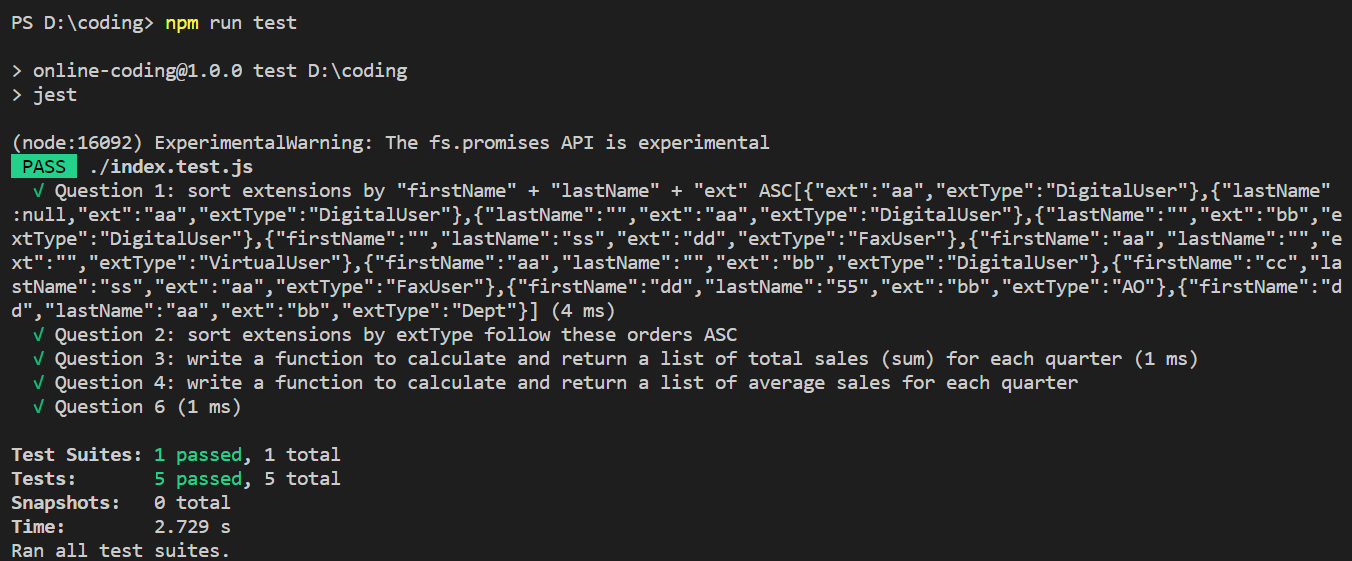 PS D:\coding> npm run test
> online-coding@1.0.0 test D:\coding
> jest
(node:16092) ExperimentalWarning: The fs.promises API is experimental
PASS ./index.test.js
√ Question 1: sort extensions by "firstName" + "lastName" + "ext" ASC[{"ext":"aa","extType":"DigitalUser"},{"lastName"
:null,"ext":"aa","extType":"DigitalUser"},{"lastName":"","ext":"aa","extType":"DigitalUser"},{"lastName":"","ext":"bb","e
xtType":"DigitalUser"},{"firstName":"","lastName":"ss","ext":"dd","extType":"FaxUser"},{"firstName":"aa","lastName":"","e
xt":"","extType":"VirtualUser"},{"firstName":"aa","lastName":"","ext":"bb","extType":"DigitalUser"},{"firstName":"cc","la
stName":"ss","ext":"aa","extType":"FaxUser"},{"firstName":"dd","lastName":"55","ext":"bb","extType":"AO"},{"firstName":"d
d","lastName":"aa","ext":"bb","extType":"Dept"}] (4 ms)
√ Question 2: sort extensions by extType follow these orders ASC
√ Question 3: write a function to calculate and return a list of total sales (sum) for each quarter (1 ms)
√ Question 4: write a function to calculate and return a list of average sales for each quarter
√ Question 6 (1 ms)
Test Suites: 1 passed, 1 total
Tests: 5 passed, 5 total
Snapshots: 0 total
Time: 2.729 s
Ran all test suites.